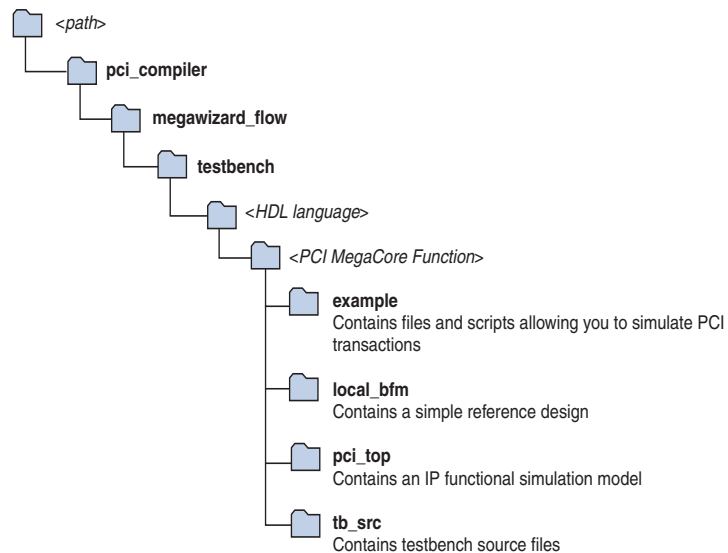 <path>
pci_compiler
megawizard_flow
testbench
<HDL language>
<PCI MegaCore Function>
example
Contains files and scripts allowing you to simulate PCI
transactions
local_bfm
Contains a simple reference design
pci_top
Contains an IP functional simulation model
tb_src
Contains testbench source files